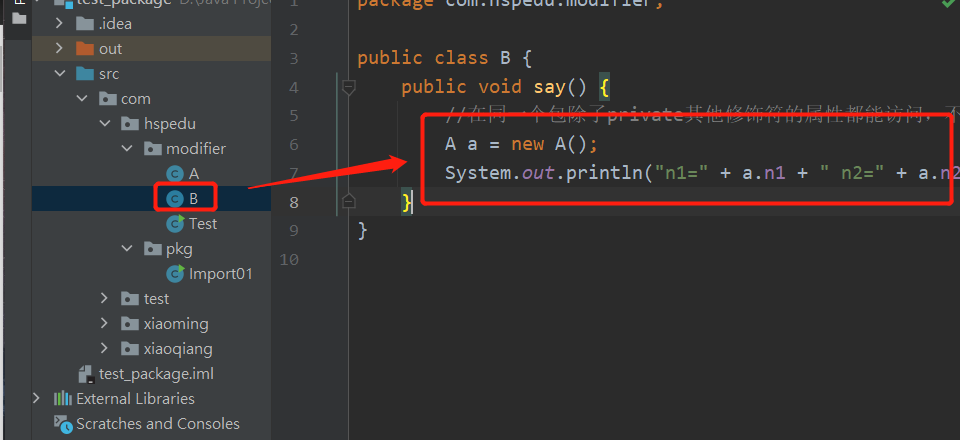 test_package D:\Java Proje
.idea
out
src
com
hspedu
modifier
A
B
Test
pkg
Import01
test
xiaoming
xiaoqiang
test_package.iml
External Libraries
Scratches and Consoles
1 package com.hspedu.modifier;
2
3 public class B {
4 public void say() {
5 //在同一个包除了private其他修饰符的属性都能访问，不
6 A a = new A();
7 System.out.println("n1=" + a.n1 + " n2=" + a.n2
8 }
9 }
10